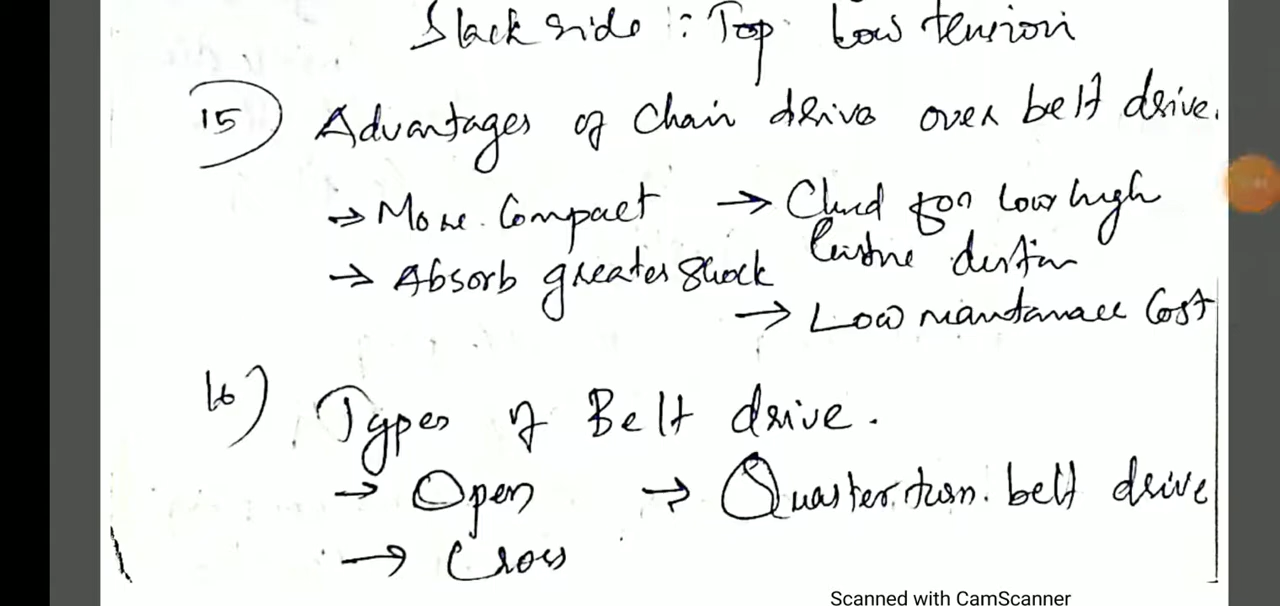 Slack side :: Top Low tension
15) Advantages of Chain drive over belt drive.
→ More Compact → Used for low high
→ Absorb greater shock
→ Low maintanace Cost
16) Types of Belt drive.
→ Open → Quarter turn. belt drive
→ Cross
Scanned with CamScanner